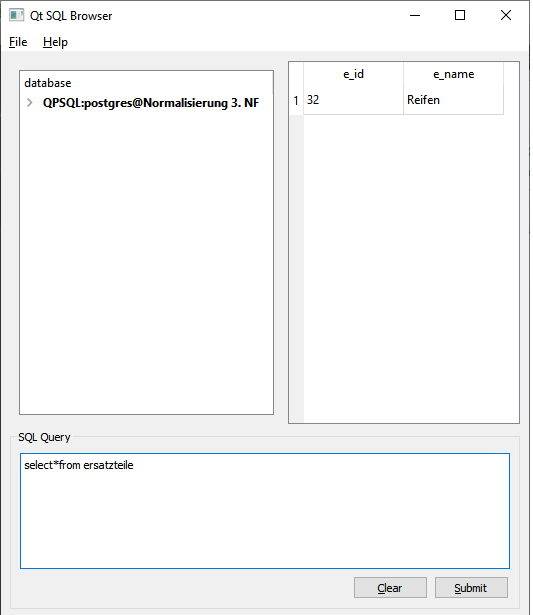 Qt SQL Browser
File Help
database
QPSQL:postgres@Normalisierung 3. NF
e_id e_name
1 32 Reifen
SQL Query
select*from ersatzteile
Clear Submit